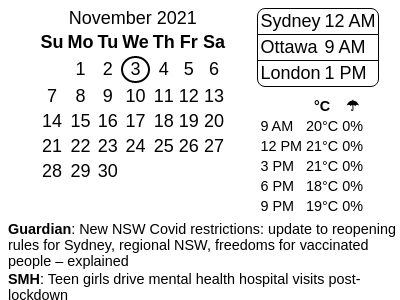 November 2021
Su Mo Tu We Th Fr Sa
1 2 3 4 5 6
7 8 9 10 11 12 13
14 15 16 17 18 19 20
21 22 23 24 25 26 27
28 29 30
Sydney 12 AM
Ottawa 9 AM
London 1 PM
°C ☂
9 AM 20°C 0%
12 PM 21°C 0%
3 PM 21°C 0%
6 PM 18°C 0%
9 PM 19°C 0%
Guardian: New NSW Covid restrictions: update to reopening
rules for Sydney, regional NSW, freedoms for vaccinated
people – explained
SMH: Teen girls drive mental health hospital visits post-
lockdown